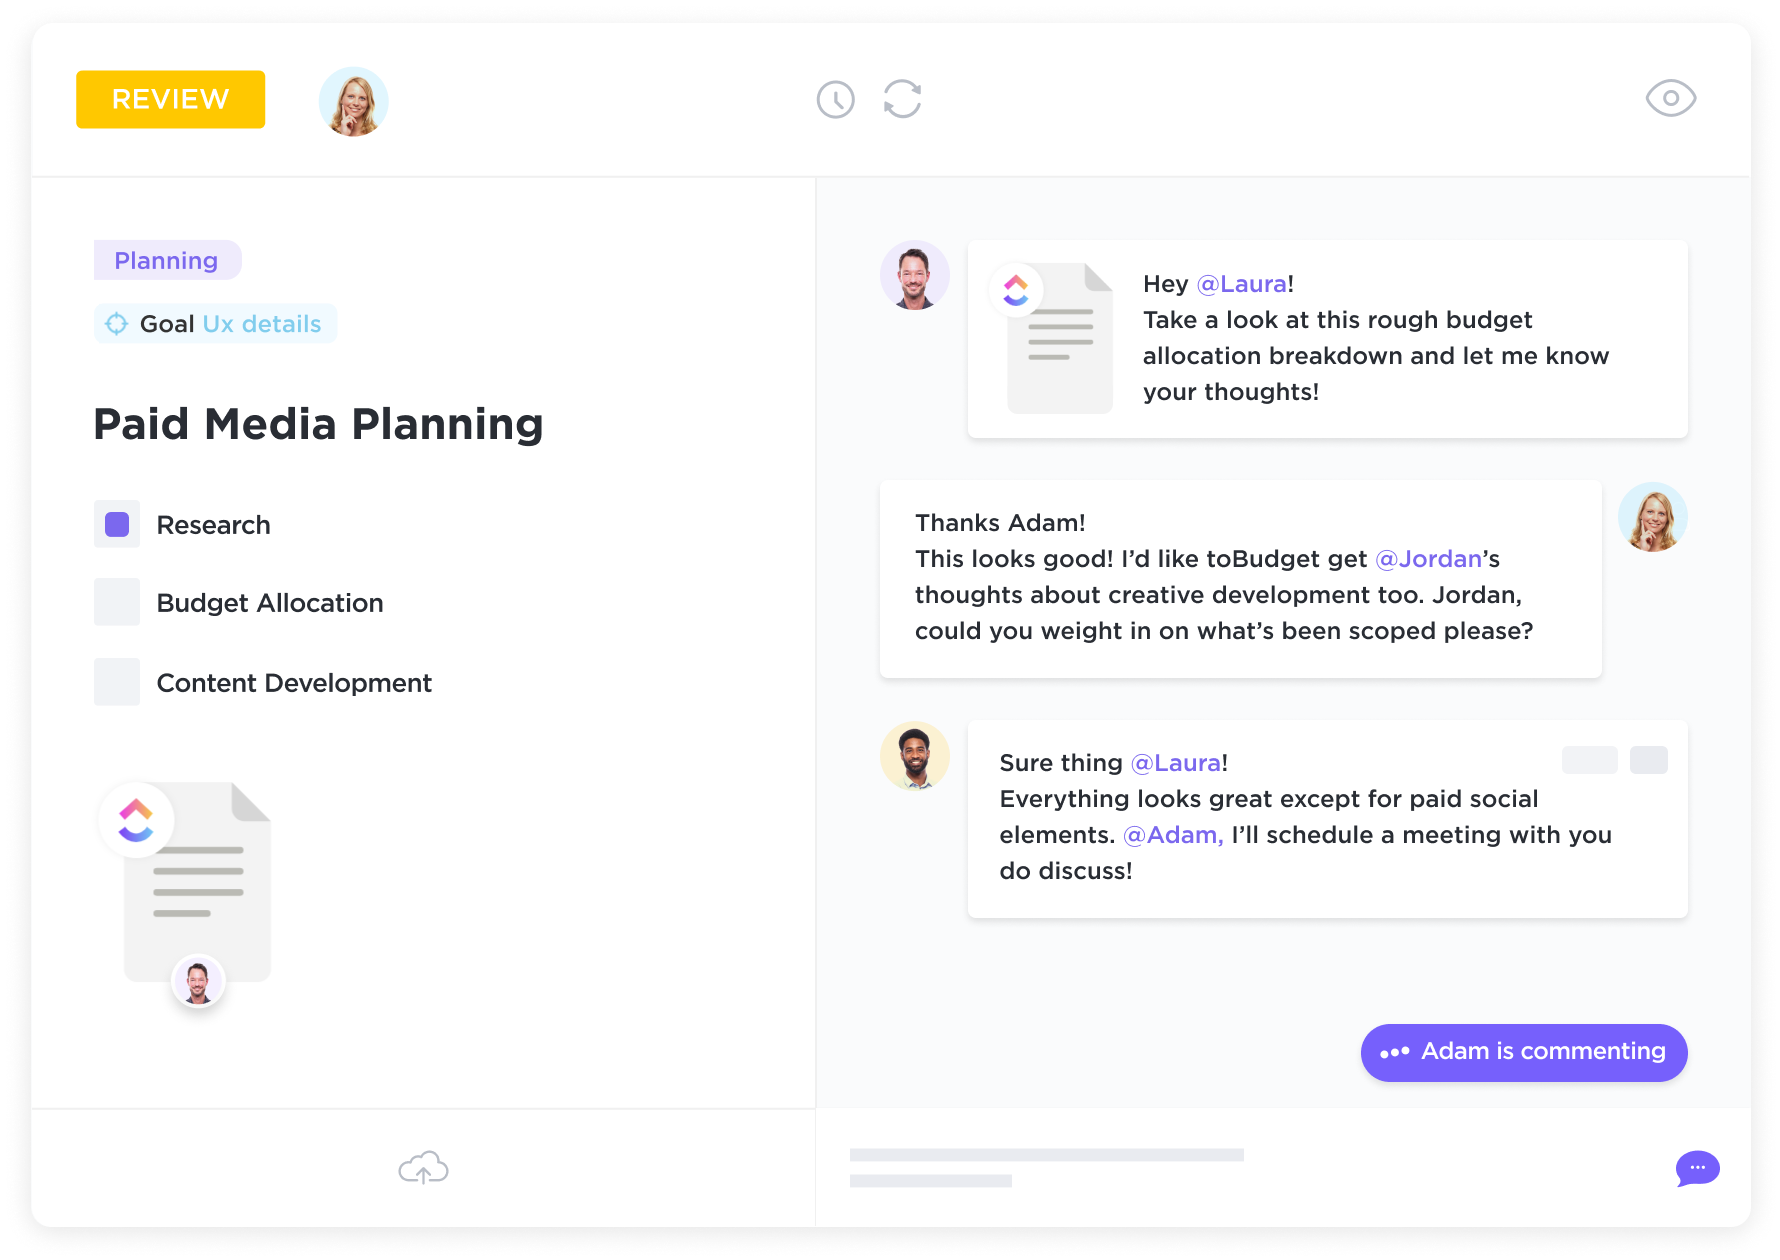 REVIEW
Planning
Goal Ux details
Paid Media Planning
Research
Budget Allocation
Content Development
Hey @Laura!
Take a look at this rough budget
allocation breakdown and let me know
your thoughts!
Thanks Adam!
This looks good! I’d like toBudget get @Jordan’s
thoughts about creative development too. Jordan,
could you weight in on what’s been scoped please?
Sure thing @Laura!
Everything looks great except for paid social
elements. @Adam, I’ll schedule a meeting with you
do discuss!
Adam is commenting